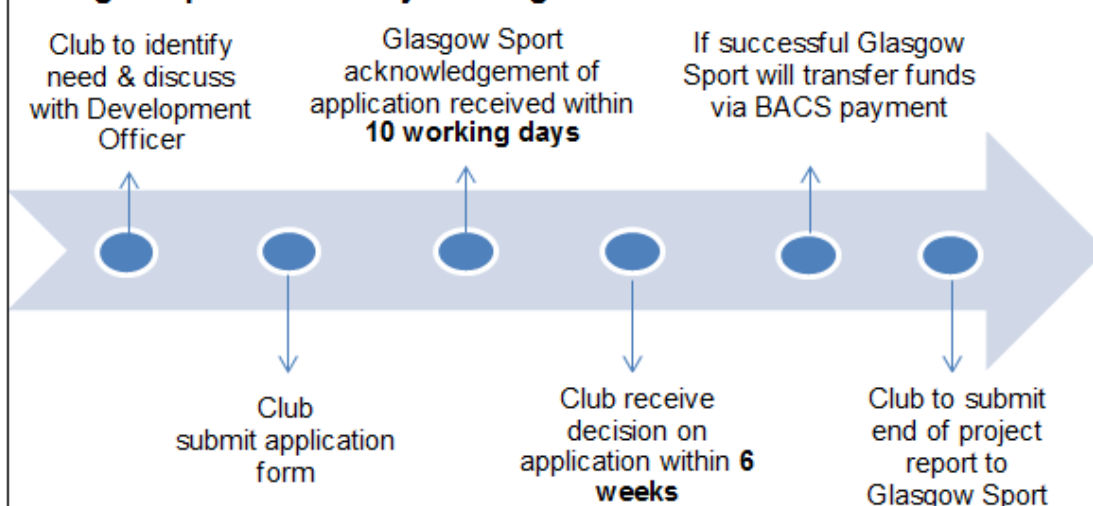 Club to identify
need & discuss
with Development
Officer
Club
submit application
form
Glasgow Sport
acknowledgement of
application received within
10 working days
Club receive
decision on
application within 6
weeks
If successful Glasgow
Sport will transfer funds
via BACS payment
Club to submit
end of project
report to
Glasgow Sport